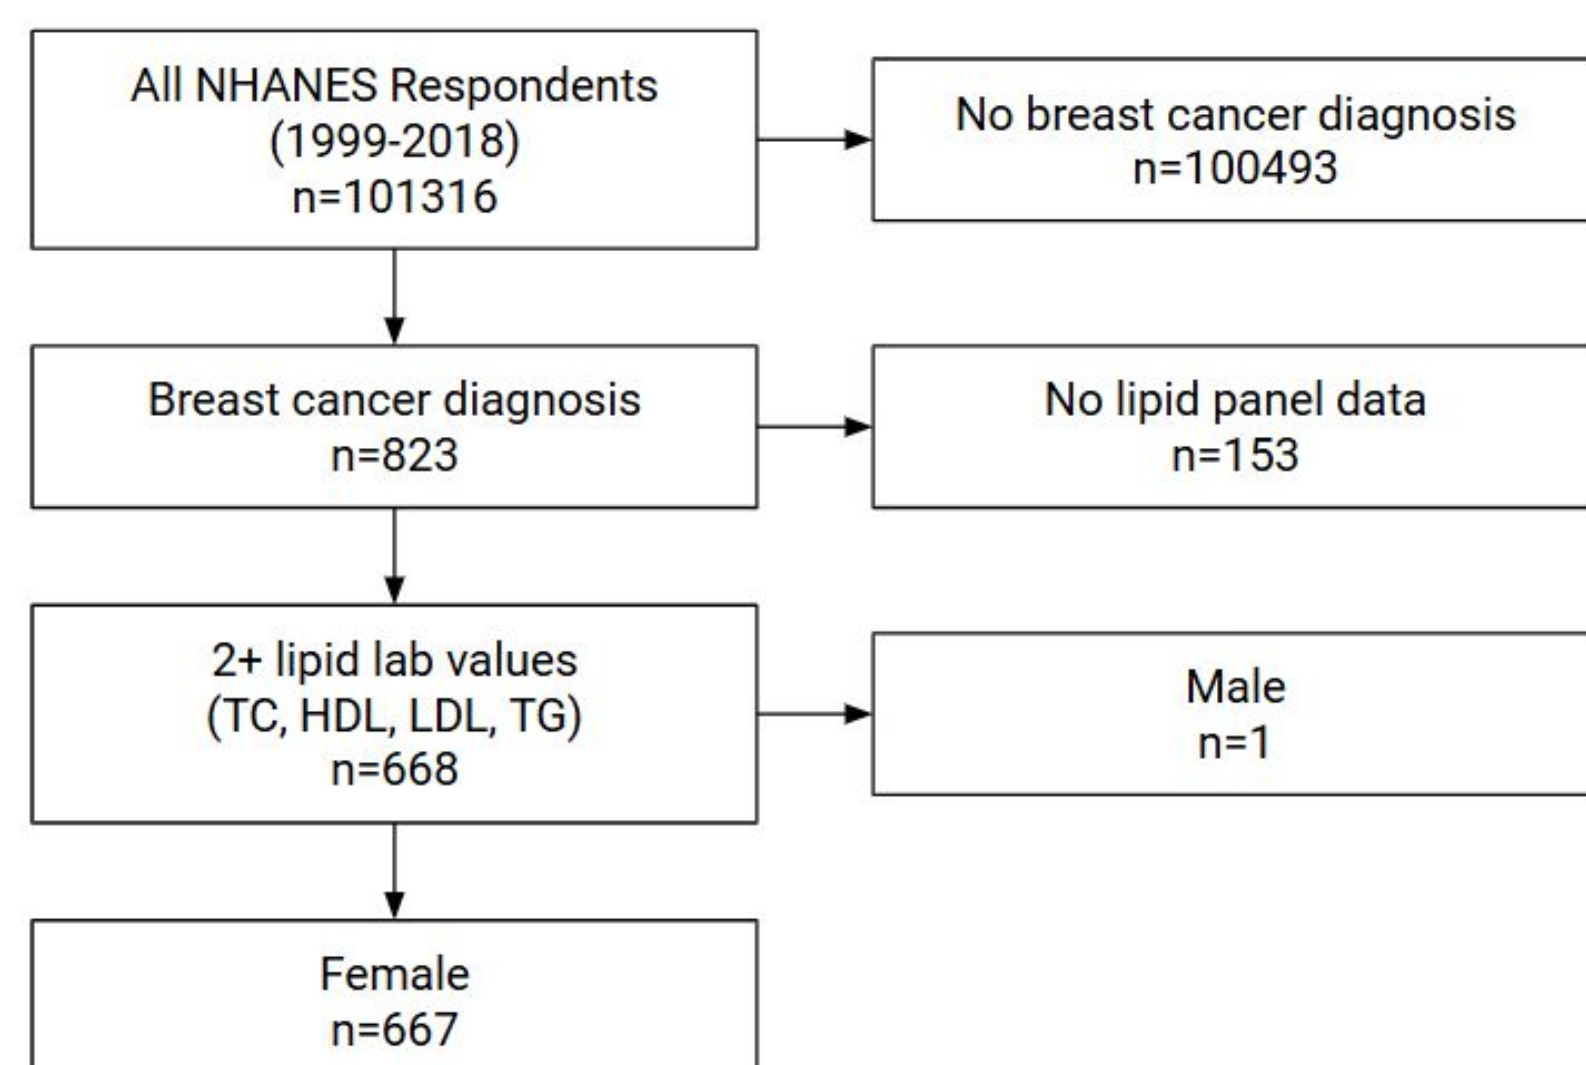 All NHANES Respondents
(1999-2018)
n=101316
No breast cancer diagnosis
n=100493
Breast cancer diagnosis
n=823
No lipid panel data
n=153
2+ lipid lab values
(TC, HDL, LDL, TG)
n=668
Male
n=1
Female
n=667